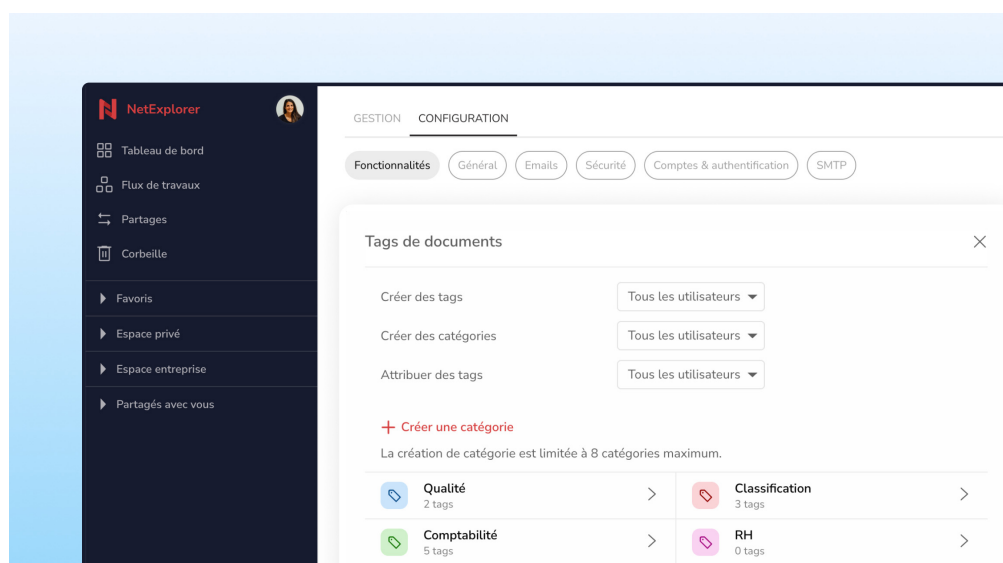 NetExplorer
Tableau de bord
Flux de travaux
Partages
Corbeille
Favoris
Espace privé
Espace entreprise
Partagés avec vous
GESTION CONFIGURATION
Fonctionnalités Général Emails Sécurité Comptes & authentification SMTP
Tags de documents
Créer des tags Tous les utilisateurs
Créer des catégories Tous les utilisateurs
Attribuer des tags Tous les utilisateurs
+ Créer une catégorie
La création de catégorie est limitée à 8 catégories maximum.
Qualité
2 tags
Classification
3 tags
Comptabilité
5 tags
RH
0 tags